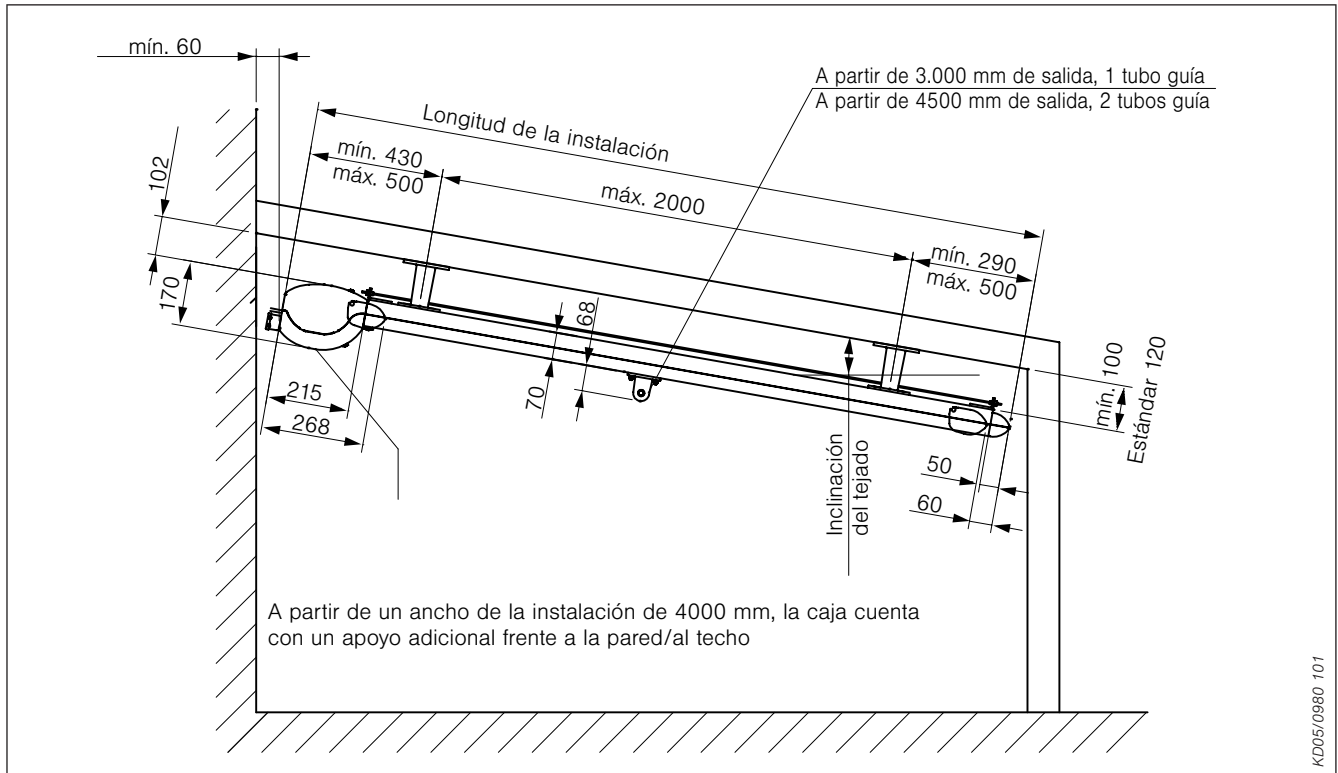 mín. 60
A partir de 3.000 mm de salida, 1 tubo guía
A partir de 4500 mm de salida, 2 tubos guía
Longitud de la instalación
mín. 430
máx. 500
máx. 2000
mín. 290
máx. 500
102
170
68
70
215
268
mín. 100
Estándar 120
Inclinación
del tejado
50
60
A partir de un ancho de la instalación de 4000 mm, la caja cuenta
con un apoyo adicional frente a la pared/al techo
KD05/0980 101